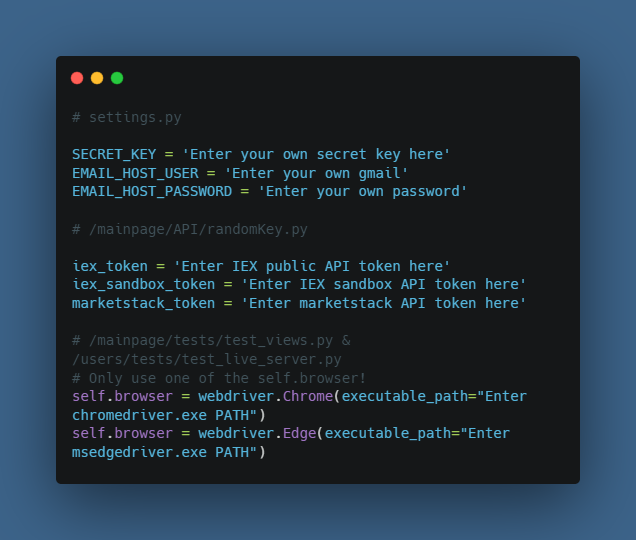 # settings.py
SECRET_KEY = 'Enter your own secret key here'
EMAIL_HOST_USER = 'Enter your own gmail'
EMAIL_HOST_PASSWORD = 'Enter your own password'
# /mainpage/API/randomKey.py
iex_token = 'Enter IEX public API token here'
iex_sandbox_token = 'Enter IEX sandbox API token here'
marketstack_token = 'Enter marketstack API token here'
# /mainpage/tests/test_views.py &
/users/tests/test_live_server.py
# Only use one of the self.browser!
self.browser = webdriver.Chrome(executable_path="Enter
chromedriver.exe PATH")
self.browser = webdriver.Edge(executable_path="Enter
msedgedriver.exe PATH")